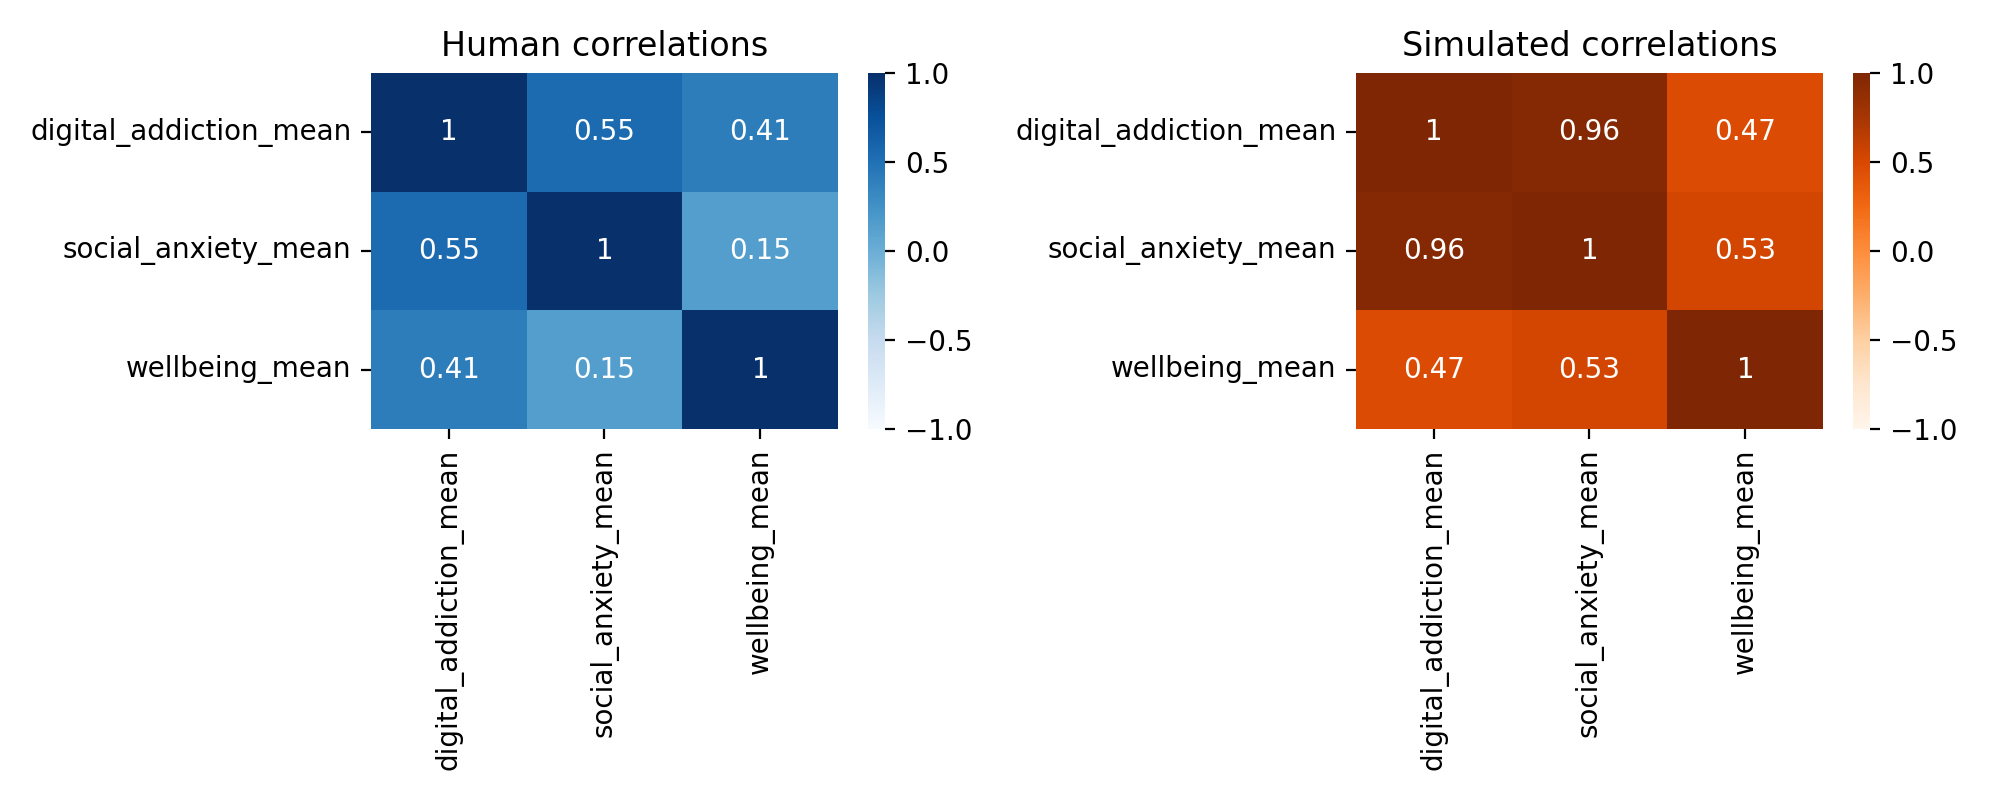 Human correlations
digital_addiction_mean
social_anxiety_mean
wellbeing_mean
1 0.55 0.41
0.55 1 0.15
0.41 0.15 1
1.0
0.5
0.0
−0.5
−1.0
digital_addiction_mean
social_anxiety_mean
wellbeing_mean
Simulated correlations
digital_addiction_mean
social_anxiety_mean
wellbeing_mean
1 0.96 0.47
0.96 1 0.53
0.47 0.53 1
1.0
0.5
0.0
−0.5
−1.0
digital_addiction_mean
social_anxiety_mean
wellbeing_mean